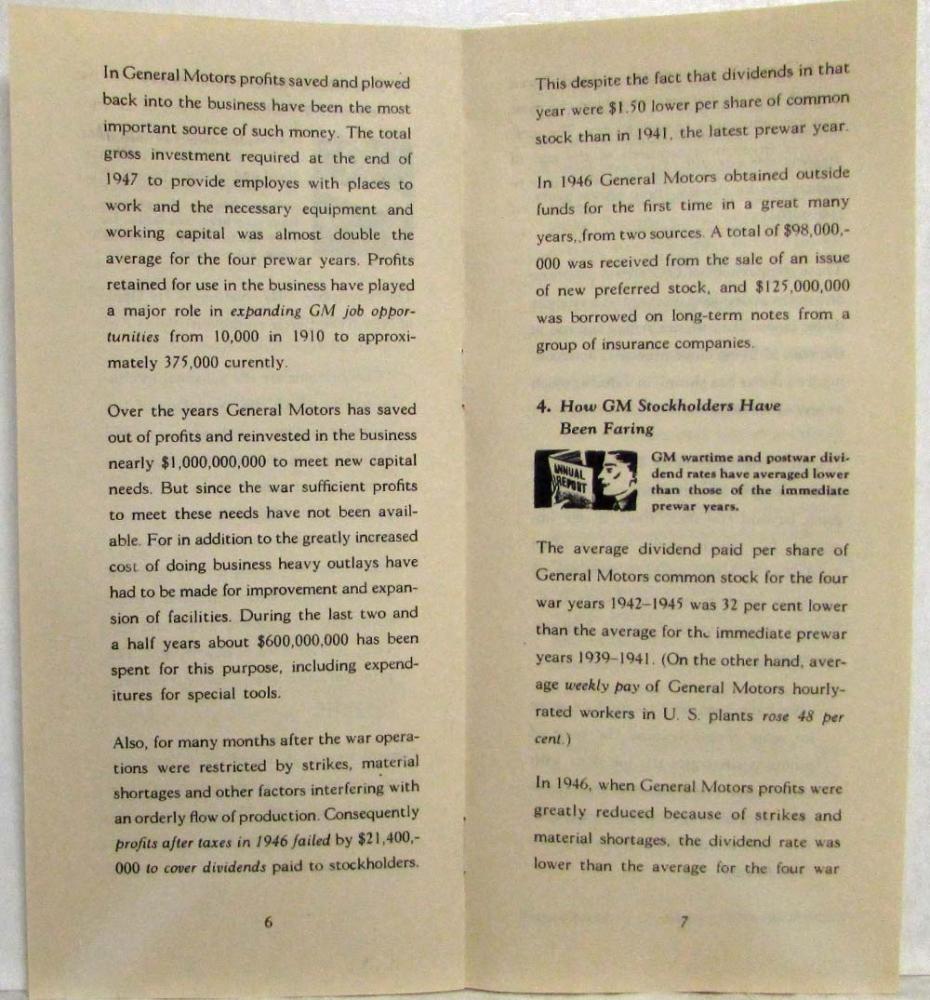 In General Motors profits saved and plowed
back into the business have been the most
important source of such money. The total
gross investment required at the end of
1947 to provide employes with places to
work and the necessary equipment and
working capital was almost double the
average for the four prewar years. Profits
retained for use in the business have played
a major role in expanding GM job oppor-
tunities from 10,000 in 1910 to approxi-
mately 375,000 curently.
Over the years General Motors has saved
out of profits and reinvested in the business
nearly $1,000,000,000 to meet new capital
needs. But since the war sufficient profits
to meet these needs have not been avail-
able. For in addition to the greatly increased
cost of doing business heavy outlays have
had to be made for improvement and expan-
sion of facilities. During the last two and
a half years about $600,000,000 has been
spent for this purpose, including expend-
itures for special tools.
Also, for many months after the war opera-
tions were restricted by strikes, material
shortages and other factors interfering with
an orderly flow of production. Consequently
profits after taxes in 1946 failed by $21,400,-
000 to cover dividends paid to stockholders.
6
This despite the fact that dividends in that
year were $1.50 lower per share of common
stock than in 1941, the latest prewar year.
In 1946 General Motors obtained outside
funds for the first time in a great many
years, from two sources. A total of $98,000,-
000 was received from the sale of an issue
of new preferred stock, and $125,000,000
was borrowed on long-term notes from a
group of insurance companies.
4. How GM Stockholders Have
Been Faring
ANNUAL
REPORT
GM wartime and postwar divi-
dend rates have averaged lower
than those of the immediate
prewar years.
The average dividend paid per share of
General Motors common stock for the four
war years 1942–1945 was 32 per cent lower
than the average for the immediate prewar
years 1939–1941. (On the other hand, aver-
age weekly pay of General Motors hourly-
rated workers in U. S. plants rose 48 per
cent.)
In 1946, when General Motors profits were
greatly reduced because of strikes and
material shortages, the dividend rate was
lower than the average for the four war
7